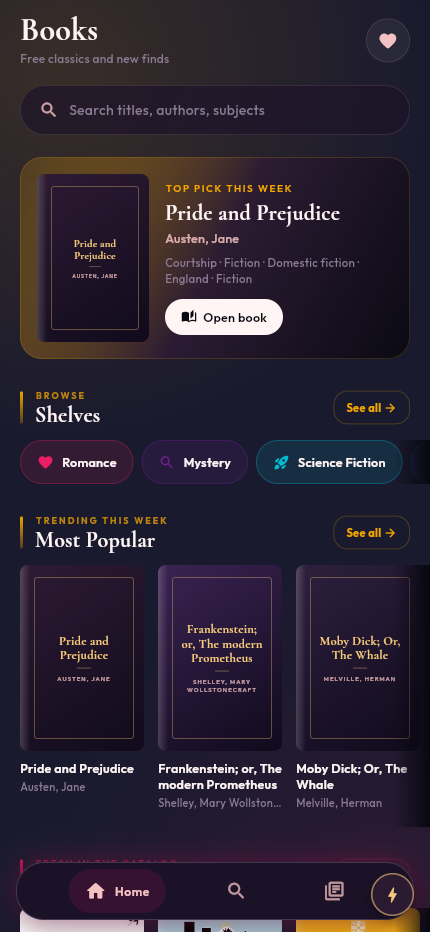 Books
Free classics and new finds
Search titles, authors, subjects
TOP PICK THIS WEEK
Pride and Prejudice
Austen, Jane
Courtship · Fiction · Domestic fiction ·
England · Fiction
Open book
Pride and
Prejudice
AUSTEN, JANE
BROWSE
Shelves
See all →
Romance
Mystery
Science Fiction
TRENDING THIS WEEK
Most Popular
See all →
Pride and
Prejudice
AUSTEN, JANE
Frankenstein;
or, The modern
Prometheus
SHELLEY, MARY
WOLLSTONECRAFT
Moby Dick; Or,
The Whale
MELVILLE, HERMAN
Pride and Prejudice
Austen, Jane
Frankenstein; or, The
modern Prometheus
Shelley, Mary Wollston...
Moby Dick; Or, The
Whale
Melville, Herman
FRESH IN THE CATALOG
Home